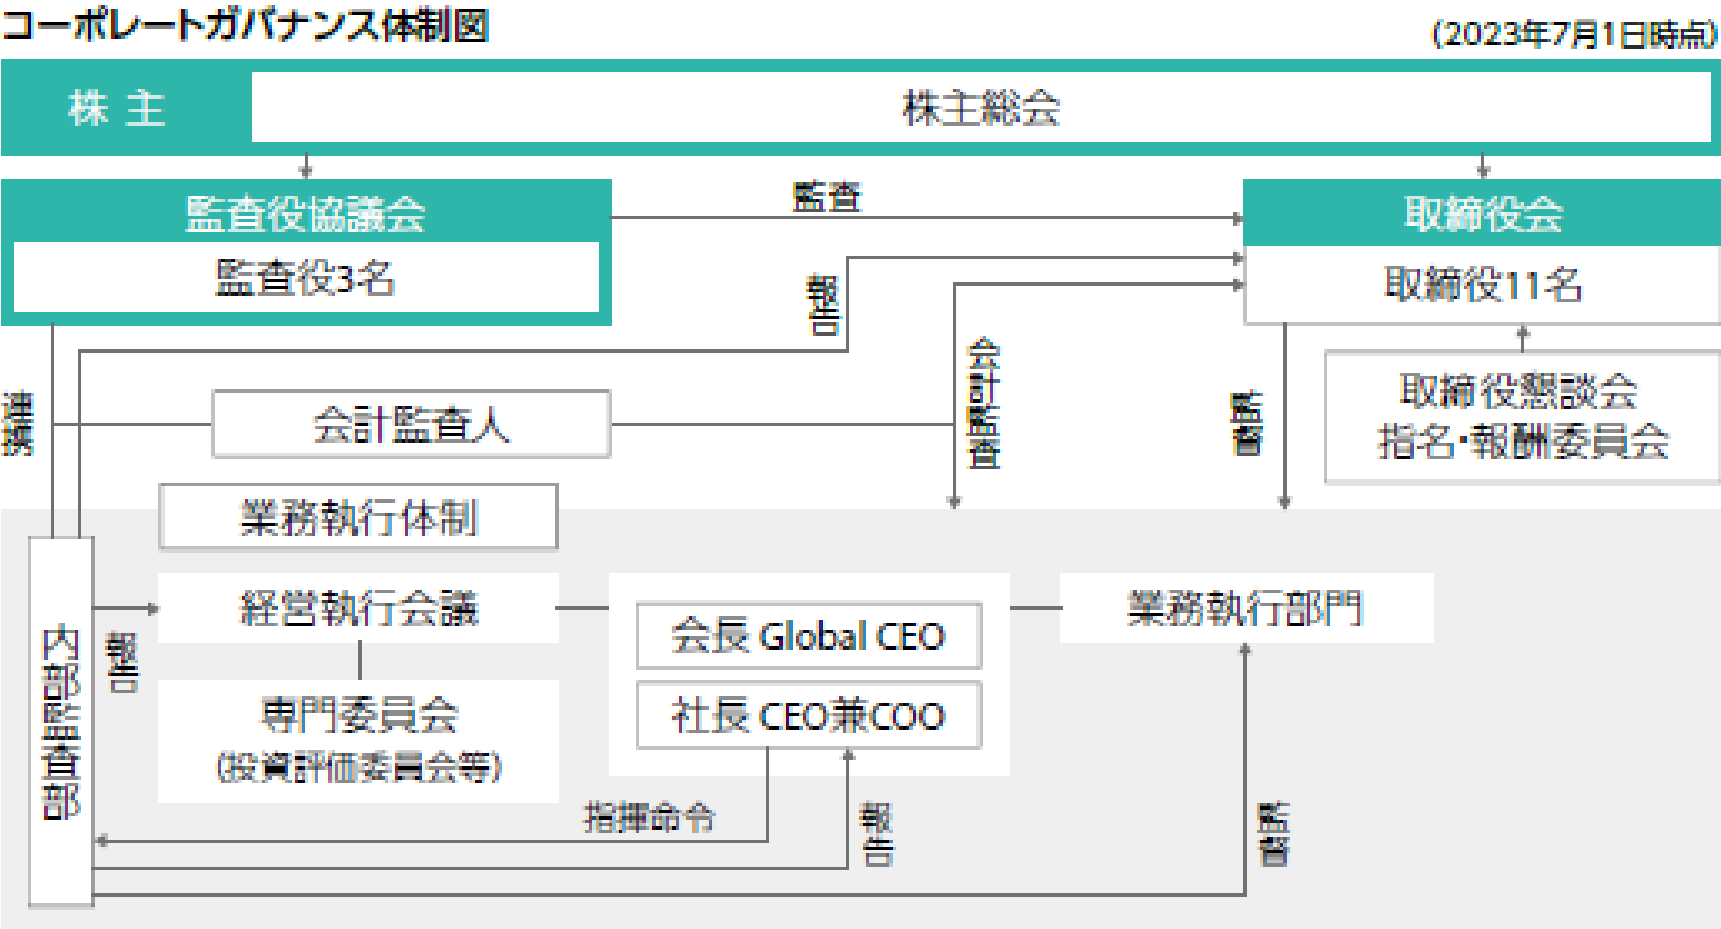 コーポレートガバナンス体制図
(2023年7月1日時点)
株 主
株主総会
監査役協議会
監査役3名
監査
取締役会
取締役11名
報告
連携
会計監査人
会計監査
監督
取締役懇談会
指名・報酬委員会
業務執行体制
内部監査部
報告
経営執行会議
専門委員会
(投資評価委員会等)
会長 Global CEO
社長 CEO兼COO
業務執行部門
指揮命令
報告